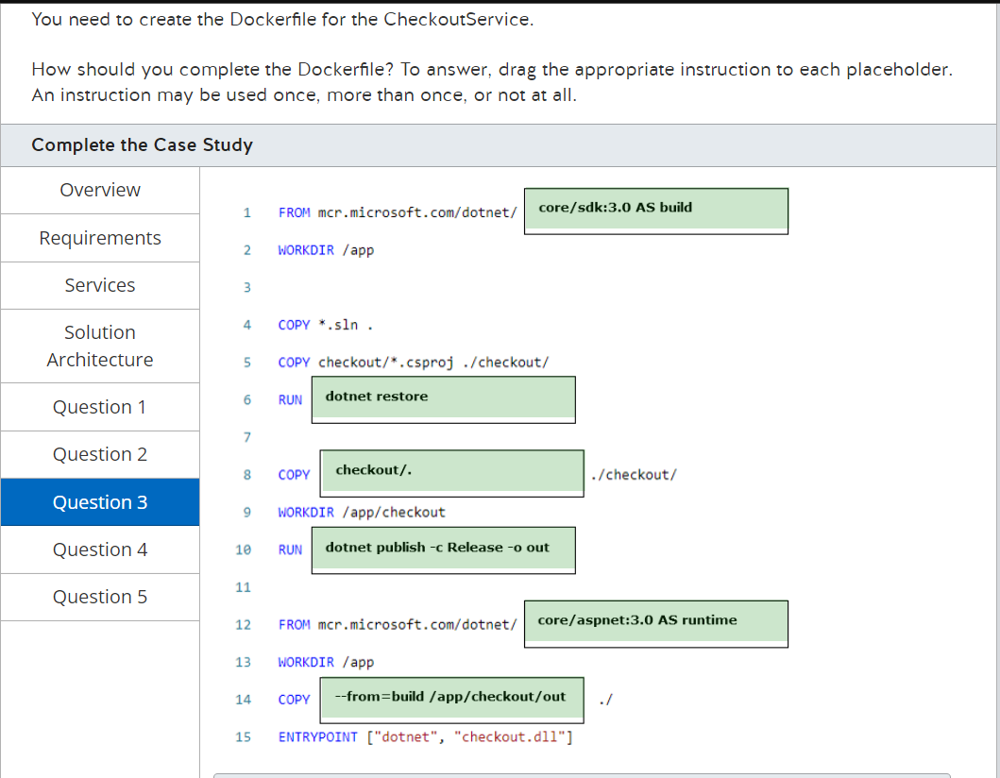 You need to create the Dockerfile for the CheckoutService.
How should you complete the Dockerfile? To answer, drag the appropriate instruction to each placeholder.
An instruction may be used once, more than once, or not at all.
Complete the Case Study
Overview
Requirements
Services
Solution
Architecture
Question 1
Question 2
Question 3
Question 4
Question 5
1 FROM mcr.microsoft.com/dotnet/ core/sdk:3.0 AS build
2 WORKDIR /app
3
4 COPY *.sln .
5 COPY checkout/*.csproj ./checkout/
6 RUN dotnet restore
7
8 COPY checkout/. ./checkout/
9 WORKDIR /app/checkout
10 RUN dotnet publish -c Release -o out
11
12 FROM mcr.microsoft.com/dotnet/ core/aspnet:3.0 AS runtime
13 WORKDIR /app
14 COPY --from=build /app/checkout/out ./
15 ENTRYPOINT ["dotnet", "checkout.dll"]